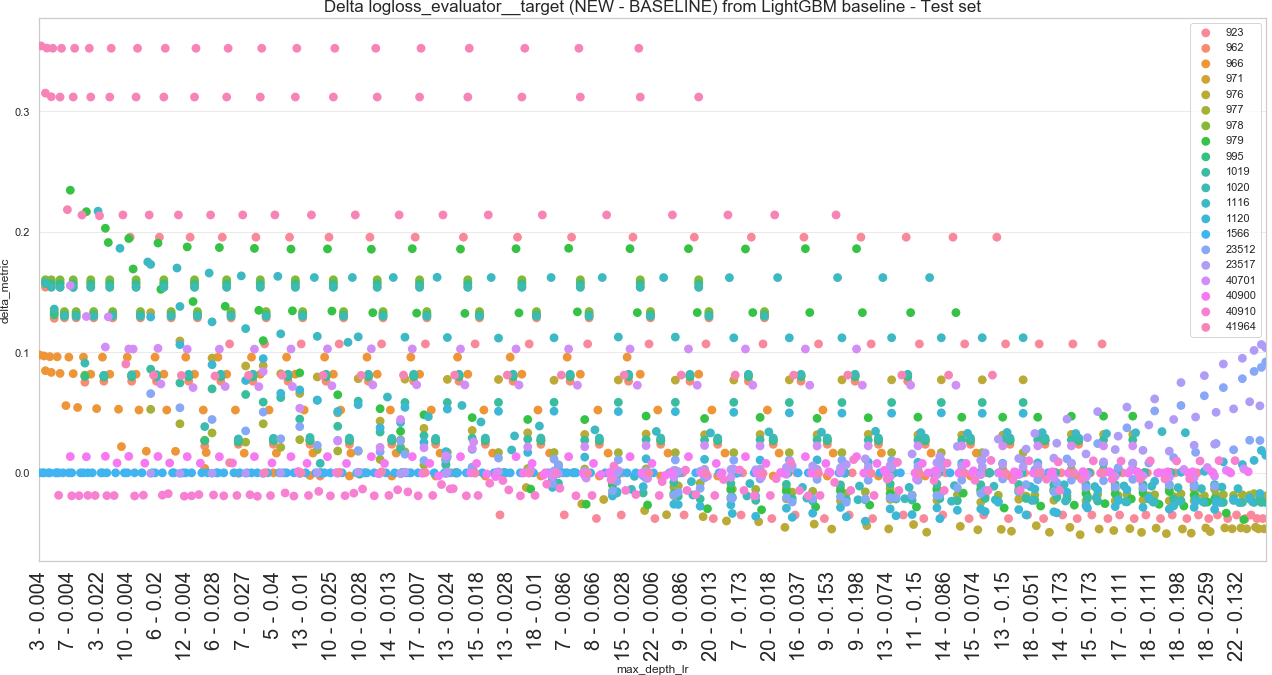 Delta logloss_evaluator__target (NEW - BASELINE) from LightGBM baseline - Test set
delta_metric
0.3
0.2
0.1
0.0
923
962
966
971
976
977
978
979
995
1019
1020
1116
1120
1566
23512
23517
40701
40900
40910
41964
3 - 0.004
7 - 0.004
3 - 0.022
10 - 0.004
6 - 0.02
12 - 0.004
6 - 0.028
7 - 0.027
5 - 0.04
13 - 0.01
10 - 0.025
10 - 0.028
14 - 0.013
17 - 0.007
13 - 0.024
15 - 0.018
13 - 0.028
18 - 0.01
7 - 0.086
8 - 0.066
15 - 0.028
22 - 0.006
9 - 0.086
20 - 0.013
7 - 0.173
20 - 0.018
16 - 0.037
9 - 0.153
9 - 0.198
13 - 0.074
11 - 0.15
14 - 0.086
15 - 0.074
13 - 0.15
18 - 0.051
14 - 0.173
15 - 0.173
17 - 0.111
18 - 0.111
18 - 0.198
18 - 0.259
22 - 0.132
max_depth_lr